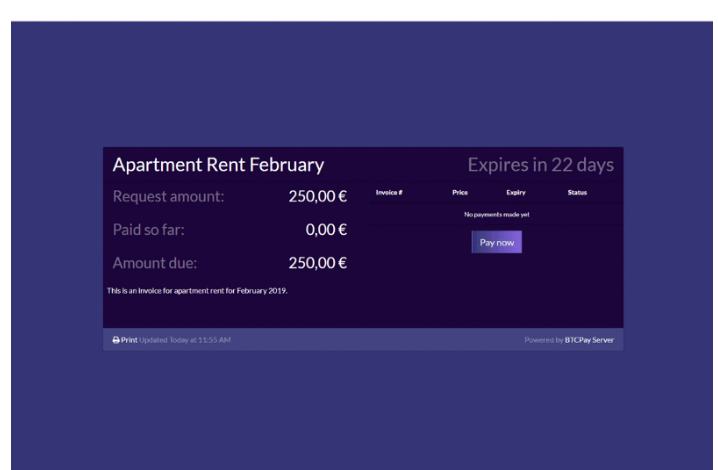 Apartment Rent February
Expires in 22 days
Request amount: 250,00 €
Paid so far: 0,00 €
Amount due: 250,00 €
This is an Invoice for apartment rent for February 2019.
Invoice # Price Expiry Status
No payments made yet
Pay now
Print Updated Today at 11:55 AM
Powered by BTCPay Server